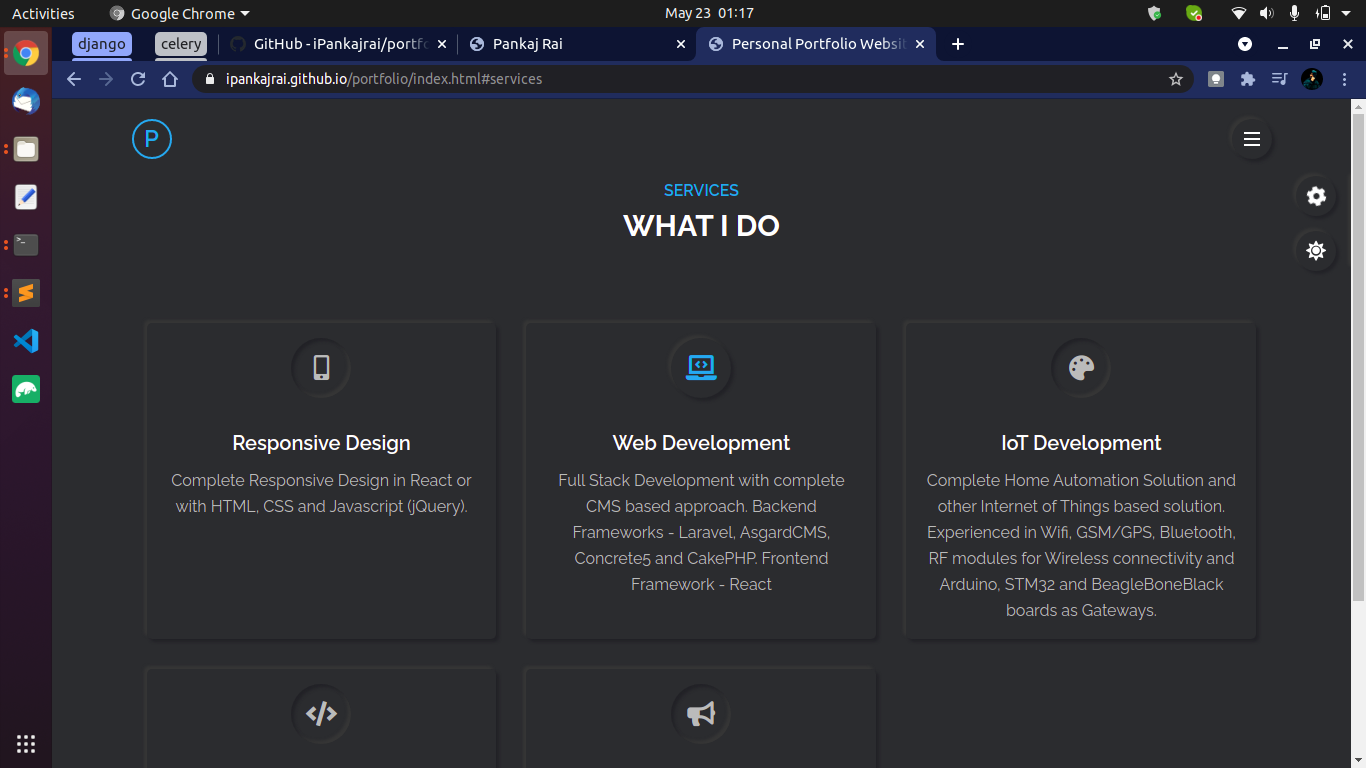 Activities
Google Chrome
May 23 01:17
django
celery
GitHub - iPankajrai/portfo
Pankaj Rai
Personal Portfolio Websit
ipankajrai.github.io/portfolio/index.html#services
P
SERVICES
WHAT I DO
Responsive Design
Complete Responsive Design in React or
with HTML, CSS and Javascript (jQuery).
Web Development
Full Stack Development with complete
CMS based approach. Backend
Frameworks - Laravel, AsgardCMS,
Concrete5 and CakePHP. Frontend
Framework - React
IoT Development
Complete Home Automation Solution and
other Internet of Things based solution.
Experienced in Wifi, GSM/GPS, Bluetooth,
RF modules for Wireless connectivity and
Arduino, STM32 and BeagleBoneBlack
boards as Gateways.